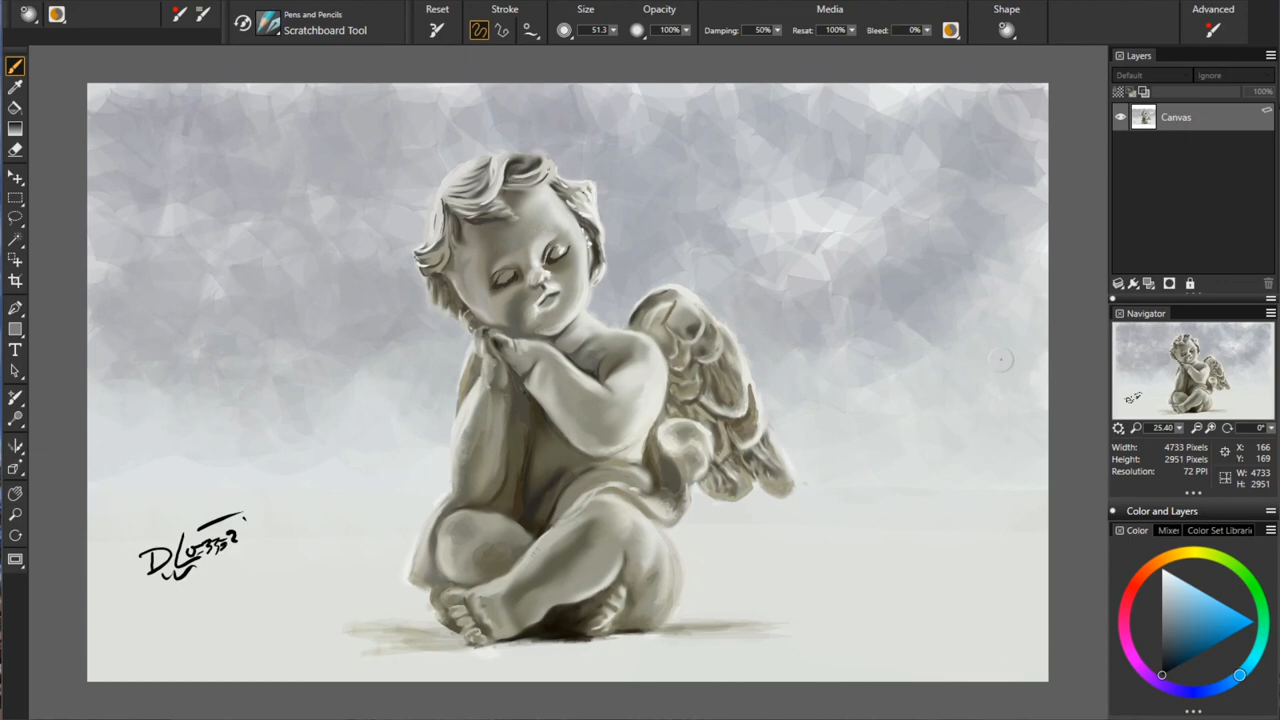 Pens and Pencils
Scratchboard Tool
Reset
Stroke
Size
51.3
Opacity
100%
Media
Damping: 50%
Resat: 100%
Bleed: 0%
Shape
Advanced
Layers
Default
Ignore
100%
Canvas
Navigator
25.40
0°
Width: 4733 Pixels
Height: 2951 Pixels
Resolution: 72 PPI
X: 166
Y: 169
W: 4733
H: 2951
Color and Layers
Color
Mixer
Color Set Librari
T